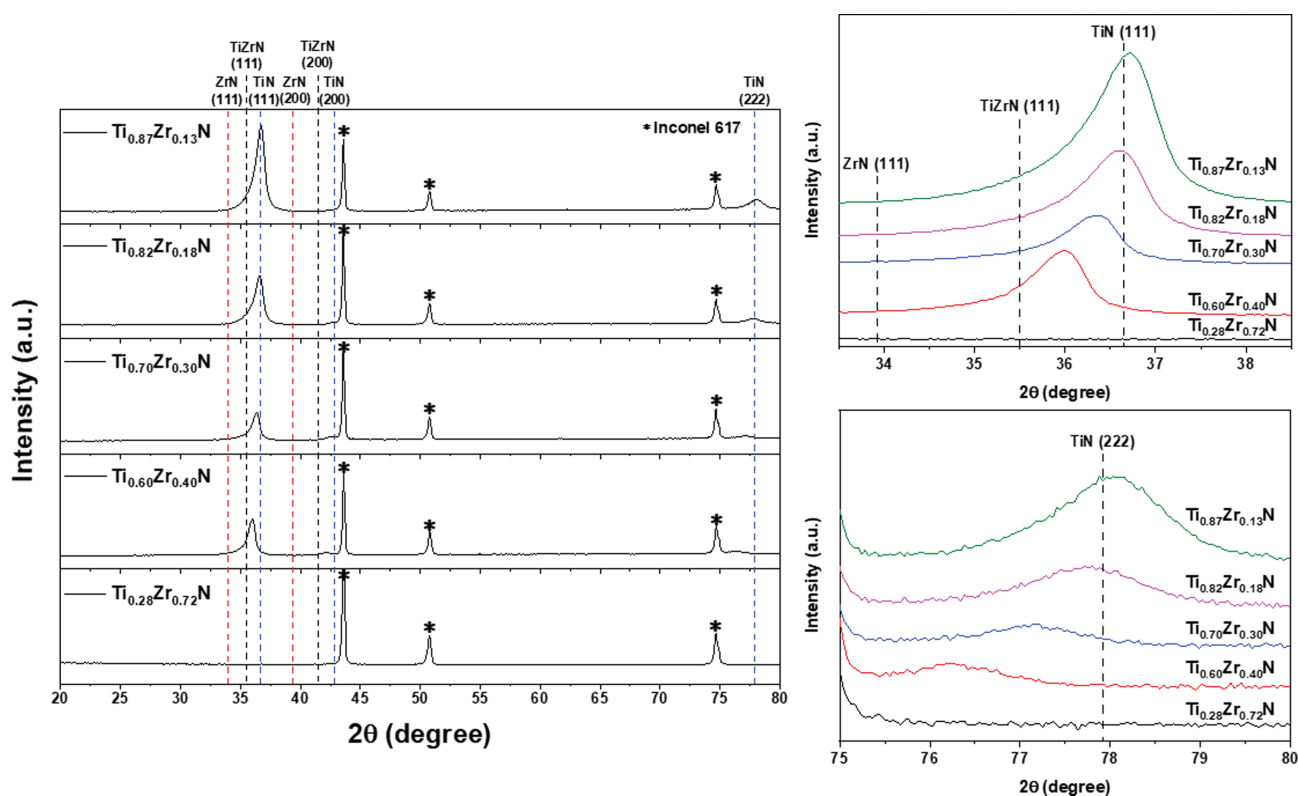 TiZrN
(111)
TiZrN
(200)
ZrN
(111)
TiN
(111)
ZrN
(200)
TiN
(200)
TiN
(222)
Ti0.87Zr0.13N
* Inconel 617
* * *
Ti0.82Zr0.18N
* * *
Ti0.70Zr0.30N
* * *
Ti0.60Zr0.40N
* * *
Ti0.28Zr0.72N
* * *
Intensity (a.u.)
20 25 30 35 40 45 50 55 60 65 70 75 80
2θ (degree)
TiN (111)
TiZrN (111)
ZrN (111)
Ti0.87Zr0.13N
Ti0.82Zr0.18N
Ti0.70Zr0.30N
Ti0.60Zr0.40N
Ti0.28Zr0.72N
Intensity (a.u.)
34 35 36 37 38
2θ (degree)
TiN (222)
Ti0.87Zr0.13N
Ti0.82Zr0.18N
Ti0.70Zr0.30N
Ti0.60Zr0.40N
Ti0.28Zr0.72N
Intensity (a.u.)
75 76 77 78 79 80
2θ (degree)